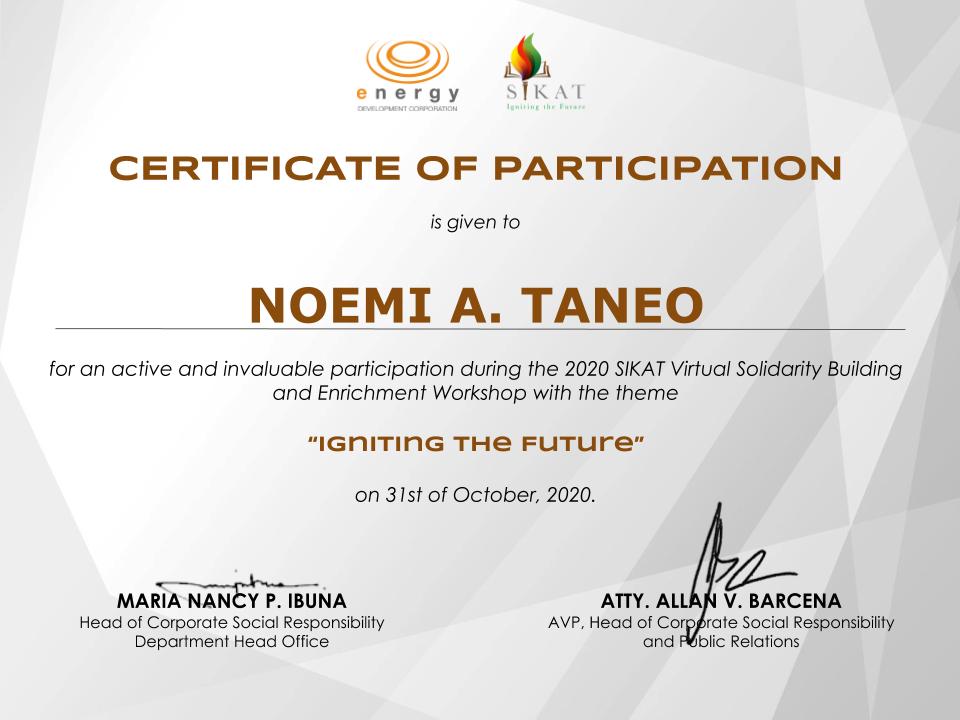 energy
DEVELOPMENT CORPORATION
SIKAT
Igniting the Future
CERTIFICATE OF PARTICIPATION
is given to
NOEMI A. TANEO
for an active and invaluable participation during the 2020 SIKAT Virtual Solidarity Building
and Enrichment Workshop with the theme
“Igniting the Future”
on 31st of October, 2020.
MARIA NANCY P. IBUNA
Head of Corporate Social Responsibility
Department Head Office
ATTY. ALLAN V. BARCENA
AVP, Head of Corporate Social Responsibility
and Public Relations